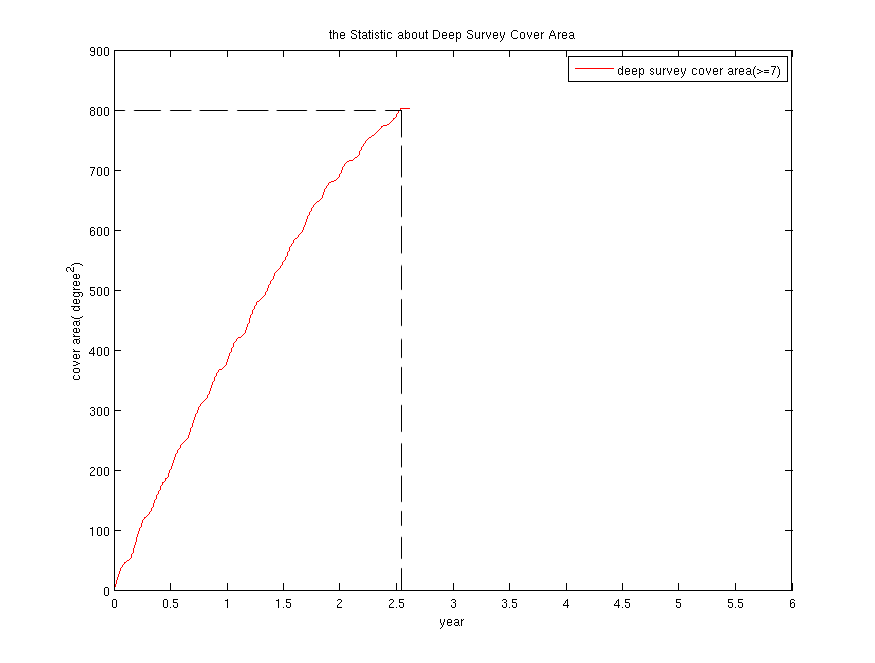 the Statistic about Deep Survey Cover Area
deep survey cover area(>=7)
900
800
700
600
500
400
300
200
100
0
cover area( degree^2)
0 0.5 1 1.5 2 2.5 3 3.5 4 4.5 5 5.5 6
year